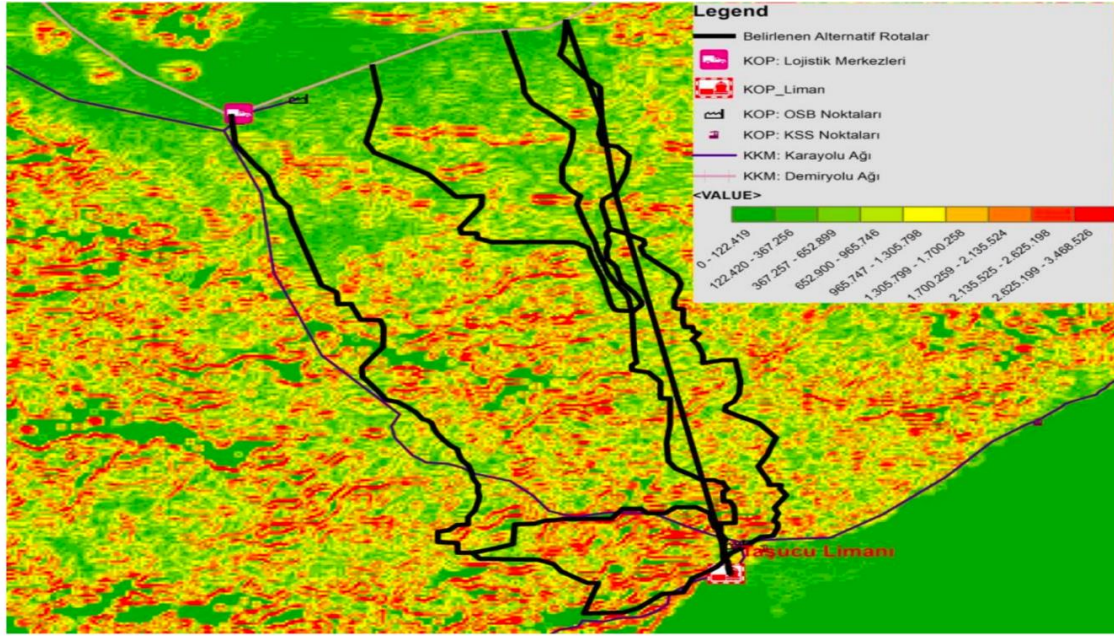 Legend
Belirlenen Alternatif Rotalar
KOP: Lojistik Merkezleri
KOP_Liman
KOP: OSB Noktaları
KOP: KSS Noktaları
KKM: Karayolu Ağı
KKM: Demiryolu Ağı
<VALUE>
0 - 122.419
122.420 - 367.256
367.257 - 652.899
652.900 - 965.746
965.747 - 1.305.798
1.305.799 - 1.700.258
1.700.259 - 2.135.524
2.135.525 - 2.625.198
2.625.199 - 3.468.526
Taşucu Limanı